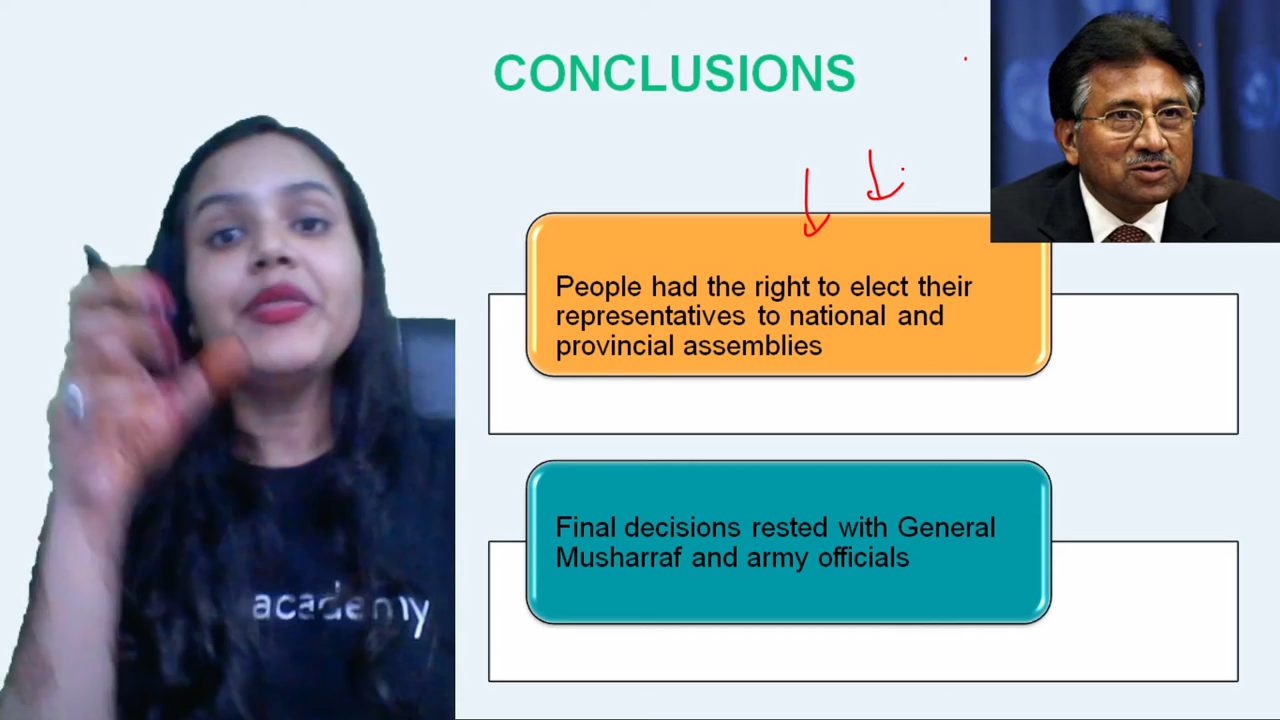 CONCLUSIONS
People had the right to elect their
representatives to national and
provincial assemblies
Final decisions rested with General
Musharraf and army officials
academy